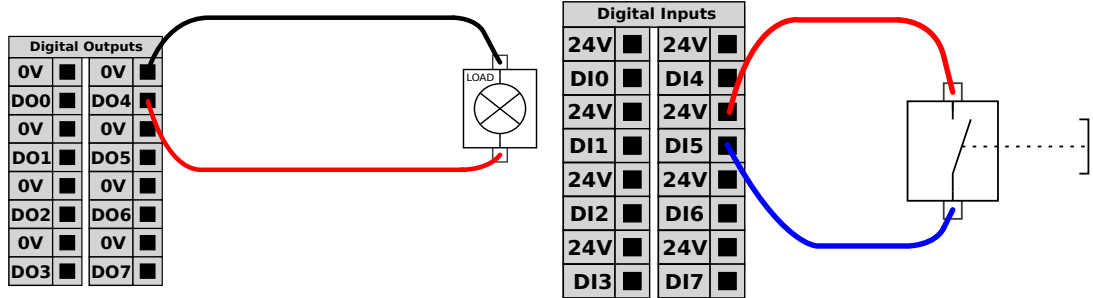 Digital Outputs
0V 0V
DO0 DO4
0V 0V
DO1 DO5
0V 0V
DO2 DO6
0V 0V
DO3 DO7
LOAD
Digital Inputs
24V 24V
DI0 DI4
24V 24V
DI1 DI5
24V 24V
DI2 DI6
24V 24V
DI3 DI7